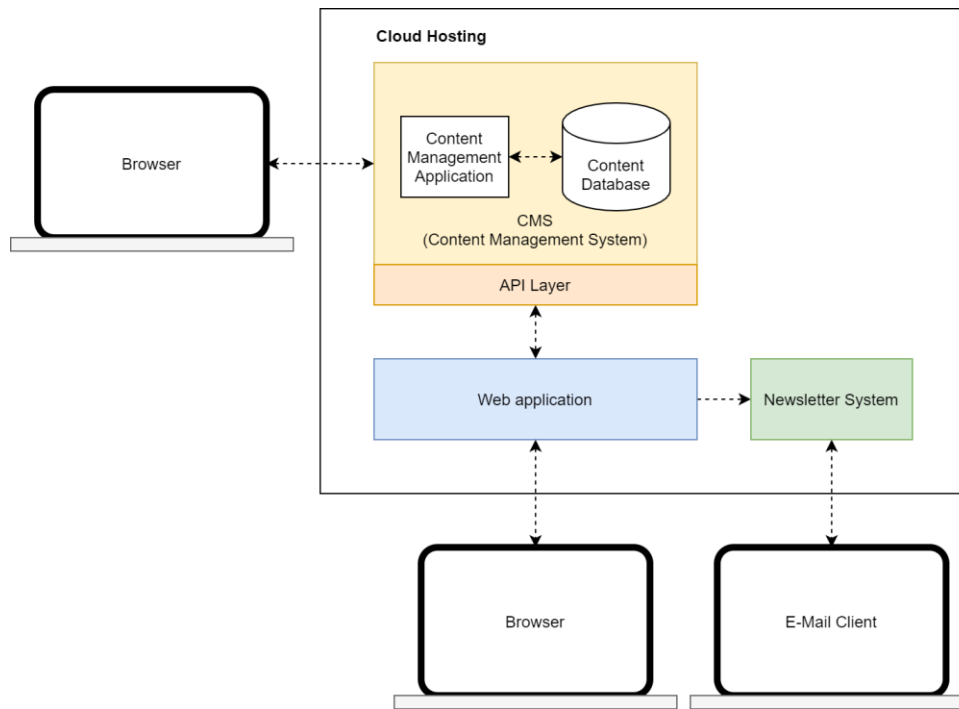 Cloud Hosting
Browser
Content
Management
Application
Content
Database
CMS
(Content Management System)
API Layer
Web application
Newsletter System
Browser
E-Mail Client